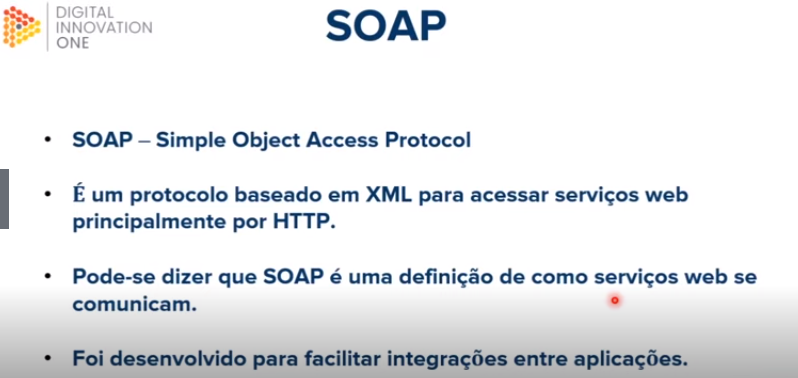 DIGITAL
INNOVATION
ONE
SOAP
• SOAP – Simple Object Access Protocol
• É um protocolo baseado em XML para acessar serviços web
principalmente por HTTP.
• Pode-se dizer que SOAP é uma definição de como serviços web se
comunicam.
• Foi desenvolvido para facilitar integrações entre aplicações.